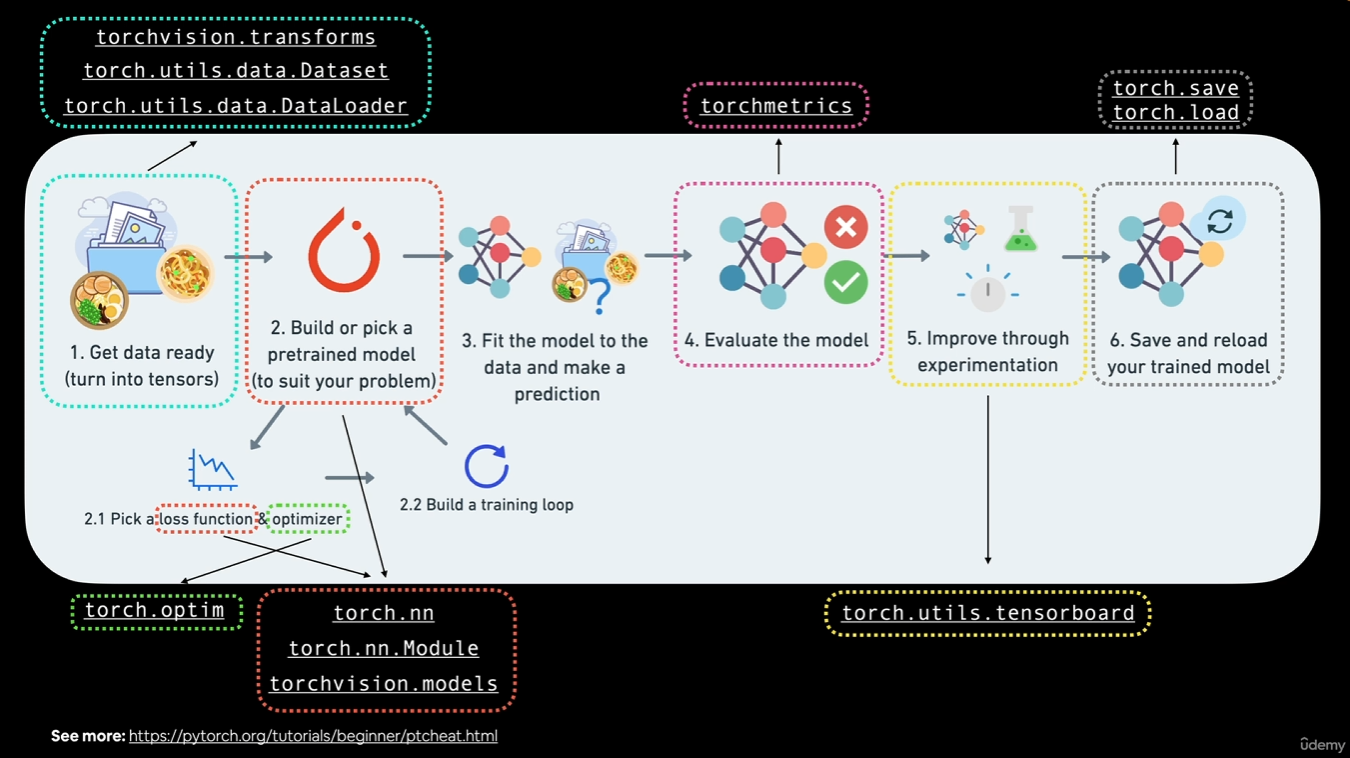 torchvision.transforms
torch.utils.data.Dataset
torch.utils.data.DataLoader
torchmetrics
torch.save
torch.load
1. Get data ready
(turn into tensors)
2. Build or pick a
pretrained model
(to suit your problem)
3. Fit the model to the
data and make a
prediction
4. Evaluate the model
5. Improve through
experimentation
6. Save and reload
your trained model
2.1 Pick a loss function & optimizer
2.2 Build a training loop
torch.optim
torch.nn
torch.nn.Module
torchvision.models
torch.utils.tensorboard
See more: https://pytorch.org/tutorials/beginner/ptcheat.html
ûdemy